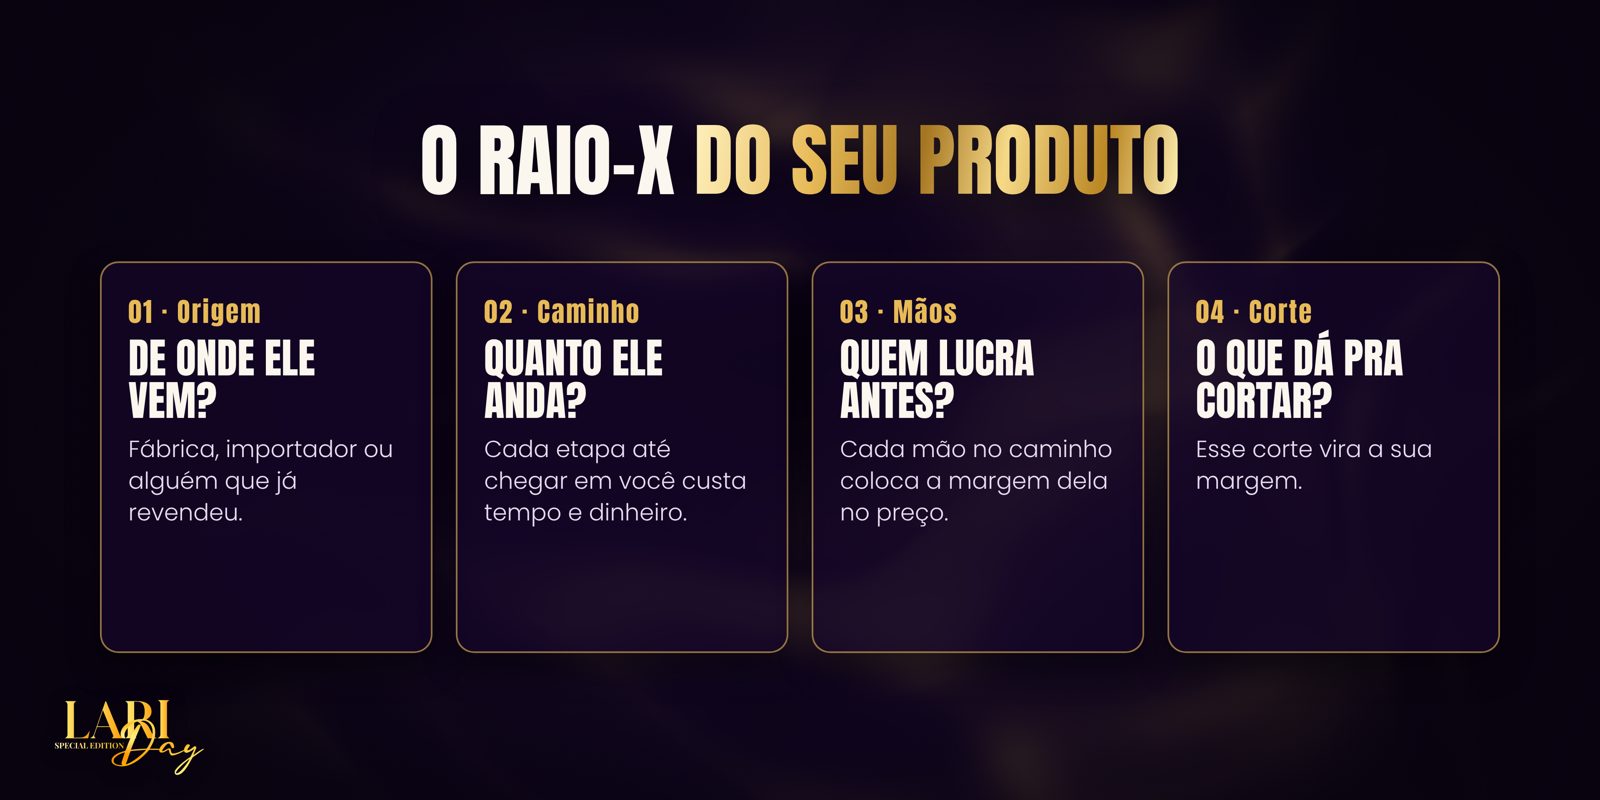 O RAIO-X DO SEU PRODUTO
01 · Origem
DE ONDE ELE
VEM?
Fábrica, importador ou
alguém que já
revendeu.
02 · Caminho
QUANTO ELE
ANDA?
Cada etapa até
chegar em você custa
tempo e dinheiro.
03 · Mãos
QUEM LUCRA
ANTES?
Cada mão no caminho
coloca a margem dela
no preço.
04 · Corte
O QUE DÁ PRA
CORTAR?
Esse corte vira a sua
margem.
LARI
SPECIAL EDITION
Day